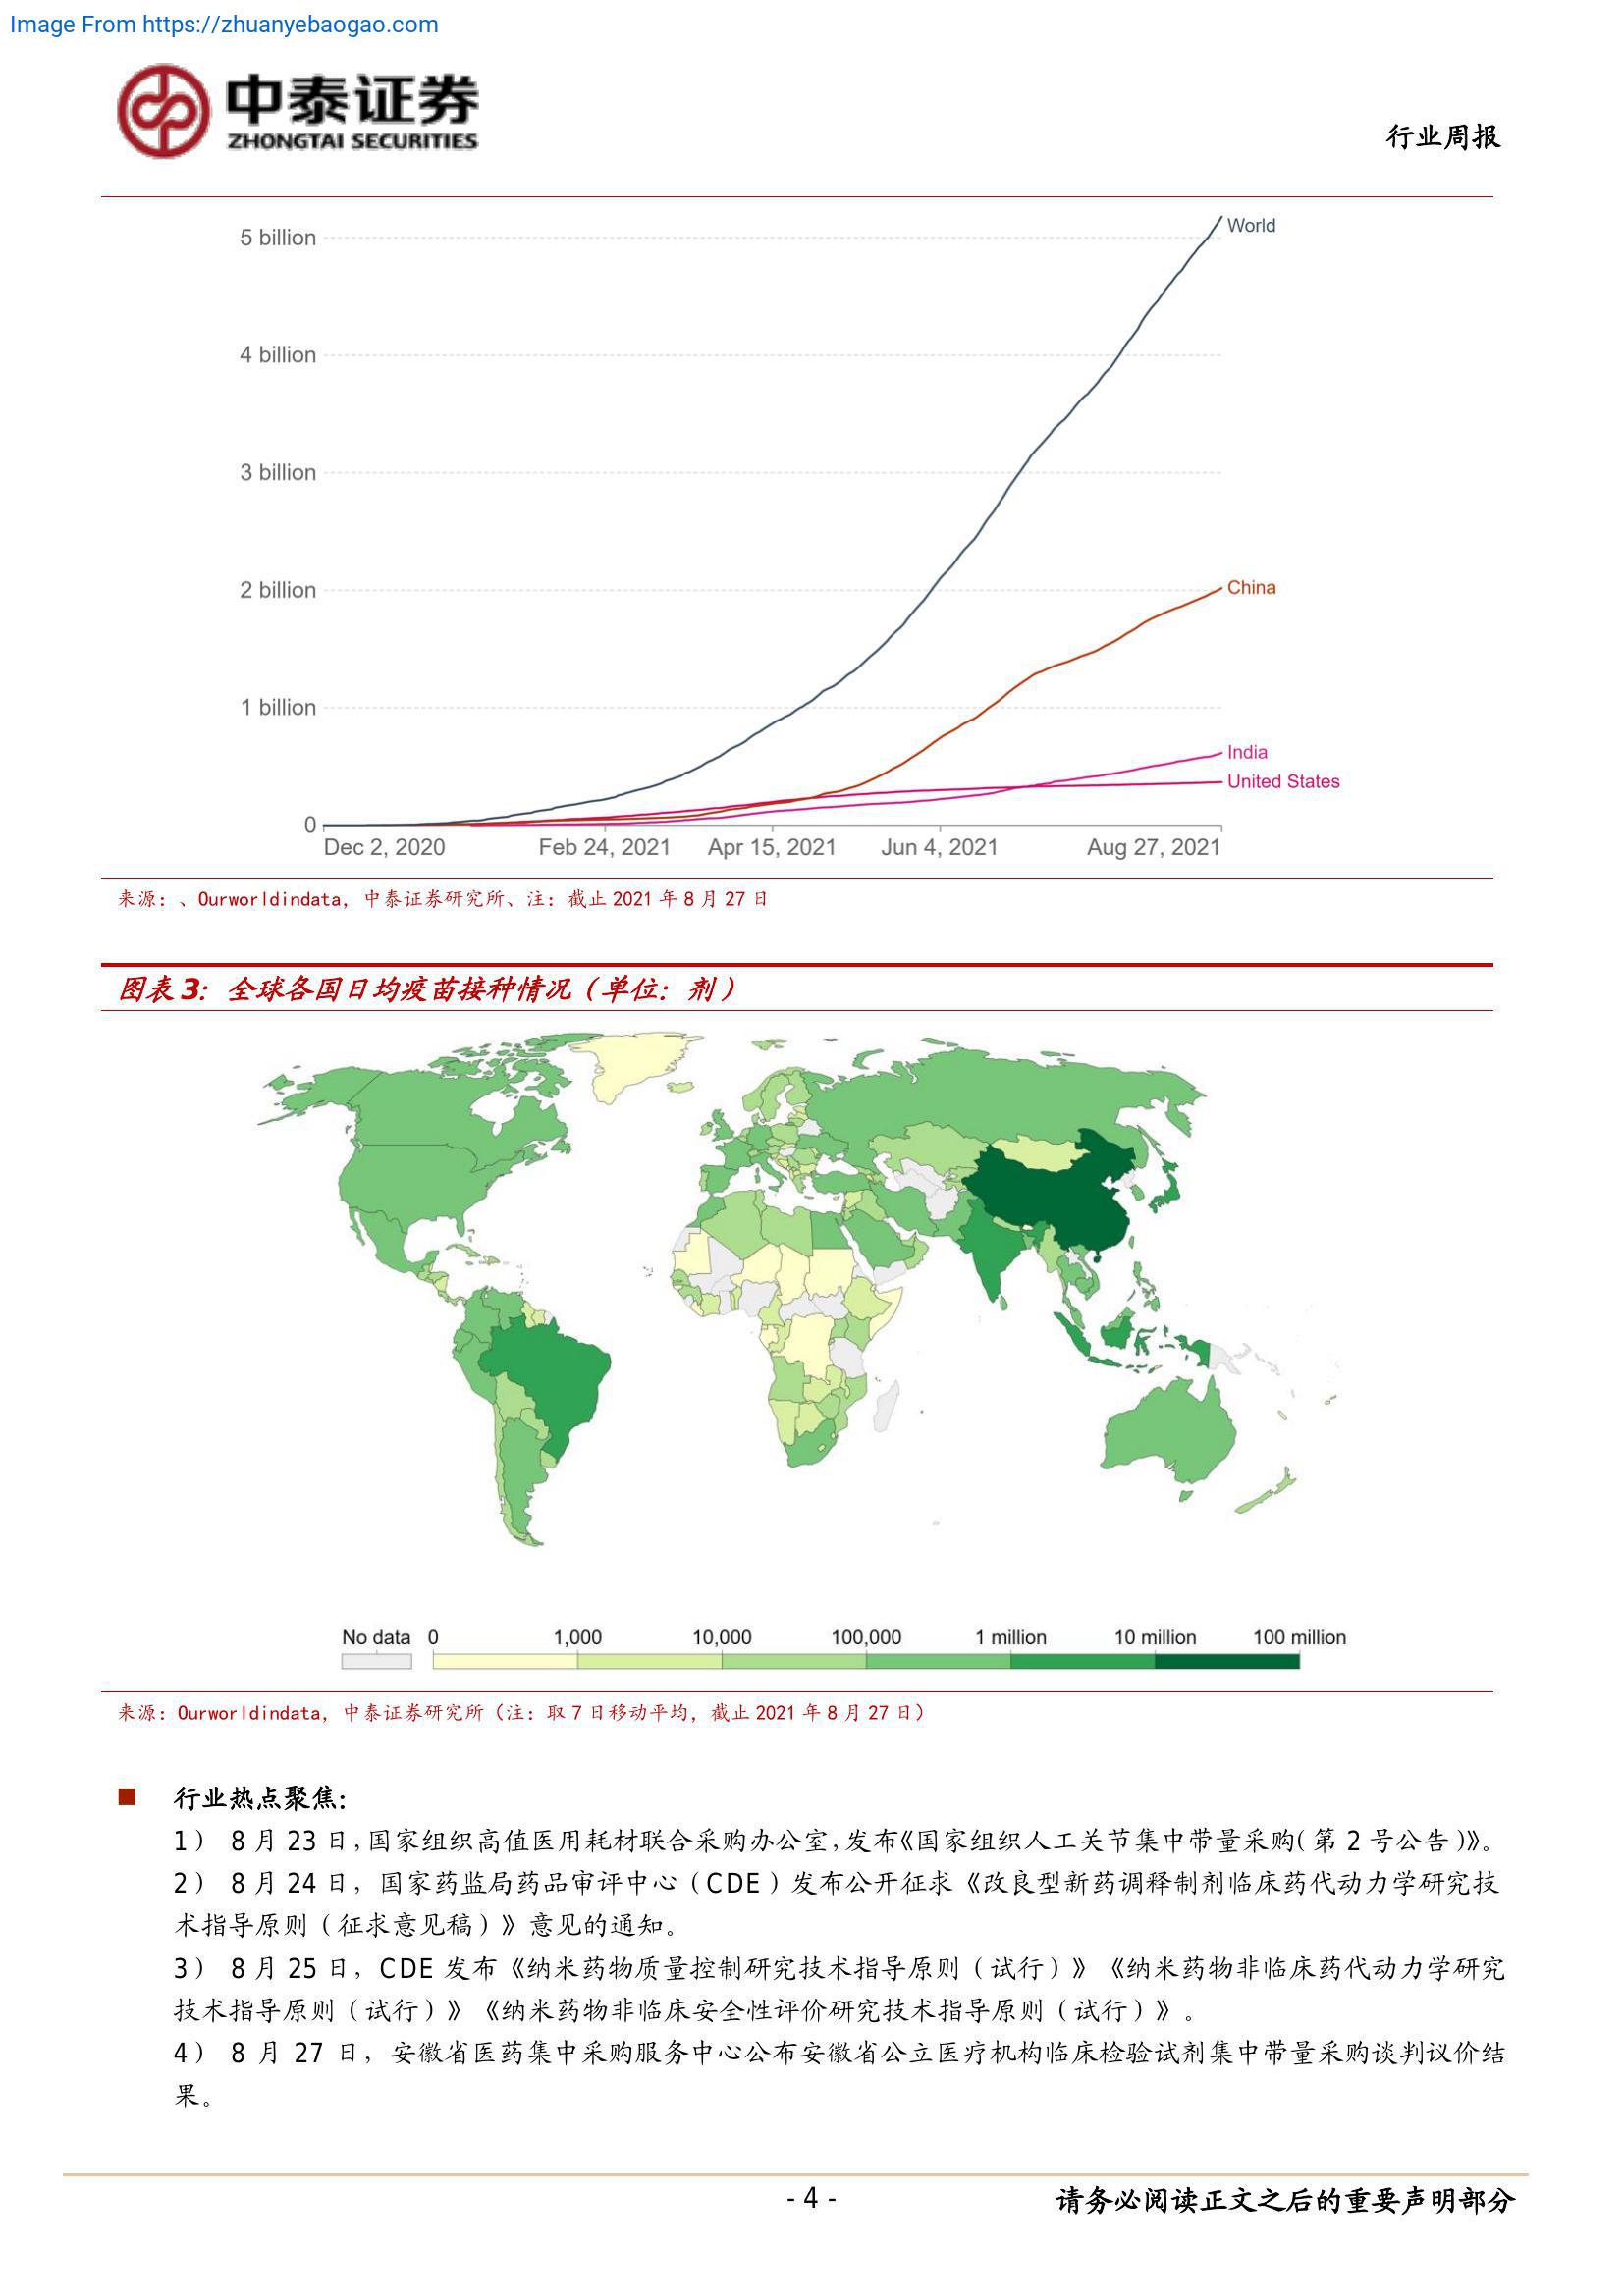 Image From https://zhuanyebaogao.com
中泰证券
ZHONGTAI SECURITIES
行业周报
5 billion
World
4 billion
3 billion
2 billion
China
1 billion
India
United States
0
Dec 2, 2020 Feb 24, 2021 Apr 15, 2021 Jun 4, 2021 Aug 27, 2021
来源：、Ourworldindata，中泰证券研究所、注：截止 2021 年 8 月 27 日
图表 3：全球各国日均疫苗接种情况（单位：剂）
No data 0 1,000 10,000 100,000 1 million 10 million 100 million
来源：Ourworldindata，中泰证券研究所（注：取 7 日移动平均，截止 2021 年 8 月 27 日）
■ 行业热点聚焦：
1） 8 月 23 日，国家组织高值医用耗材联合采购办公室，发布《国家组织人工关节集中带量采购（第 2 号公告）》。
2） 8 月 24 日，国家药监局药品审评中心（CDE）发布公开征求《改良型新药调释制剂临床药代动力学研究技
术指导原则（征求意见稿）》意见的通知。
3） 8 月 25 日，CDE 发布《纳米药物质量控制研究技术指导原则（试行）》《纳米药物非临床药代动力学研究
技术指导原则（试行）》《纳米药物非临床安全性评价研究技术指导原则（试行）》。
4） 8 月 27 日，安徽省医药集中采购服务中心公布安徽省公立医疗机构临床检验试剂集中带量采购谈判议价结
果。
- 4 -
请务必阅读正文之后的重要声明部分